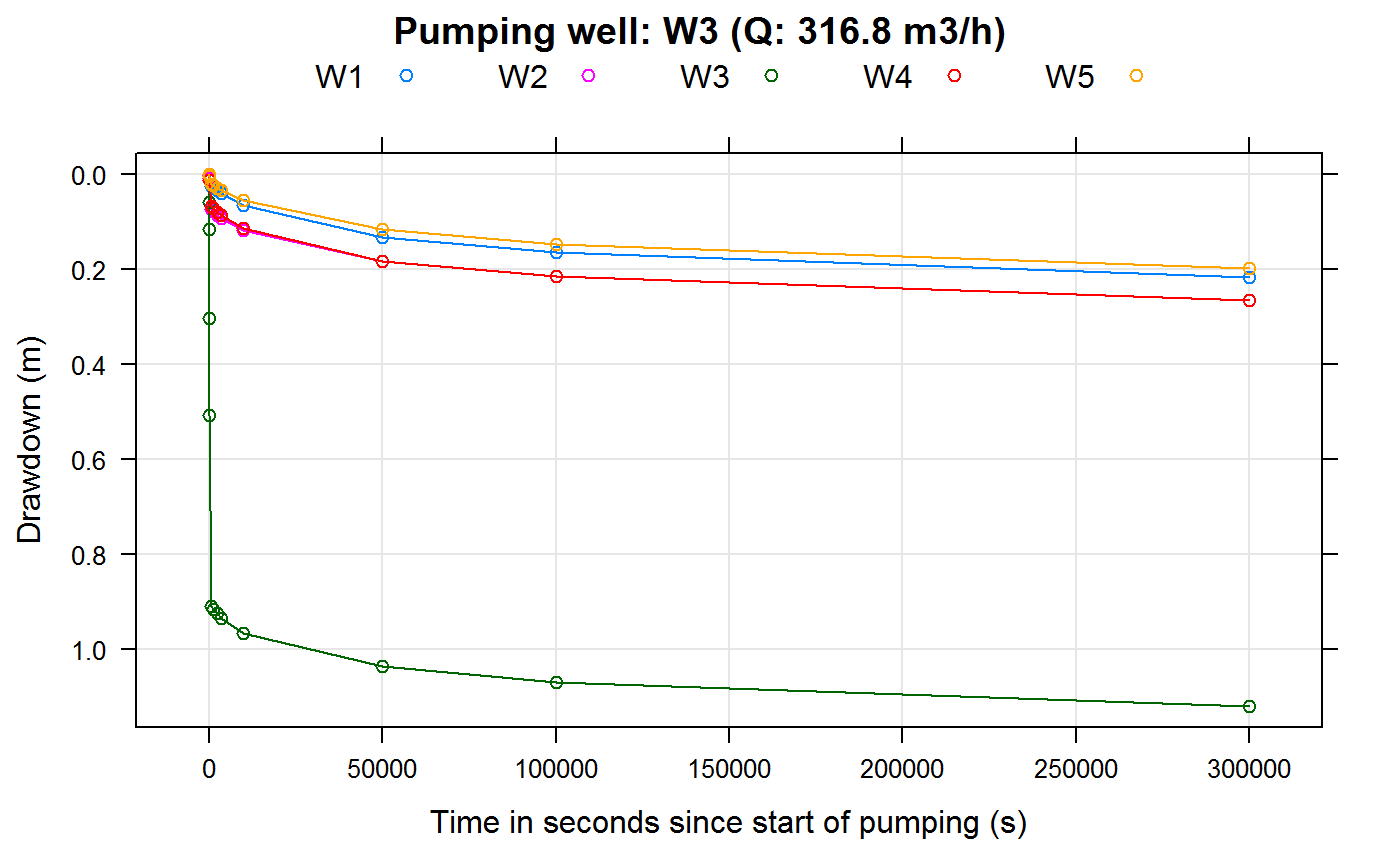 Pumping well: W3 (Q: 316.8 m3/h)
W1 W2 W3 W4 W5
0.0
0.2
0.4
0.6
0.8
1.0
Drawdown (m)
0 50000 100000 150000 200000 250000 300000
Time in seconds since start of pumping (s)